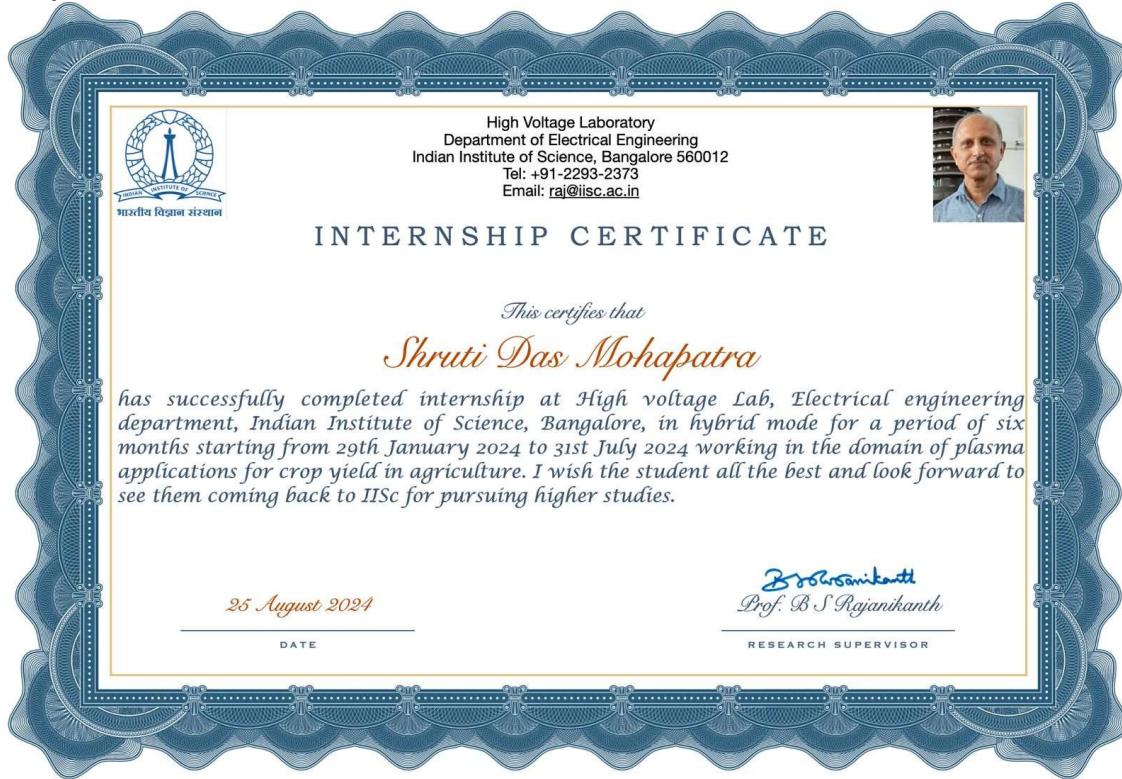 INDIAN INSTITUTE OF SCIENCE
भारतीय विज्ञान संस्थान
High Voltage Laboratory
Department of Electrical Engineering
Indian Institute of Science, Bangalore 560012
Tel: +91-2293-2373
Email: raj@iisc.ac.in
INTERNSHIP CERTIFICATE
This certifies that
Shruti Das Mohapatra
has successfully completed internship at High voltage Lab, Electrical engineering
department, Indian Institute of Science, Bangalore, in hybrid mode for a period of six
months starting from 29th January 2024 to 31st July 2024 working in the domain of plasma
applications for crop yield in agriculture. I wish the student all the best and look forward to
see them coming back to IISc for pursuing higher studies.
25 August 2024
DATE
Prof. B S Rajanikanth
RESEARCH SUPERVISOR